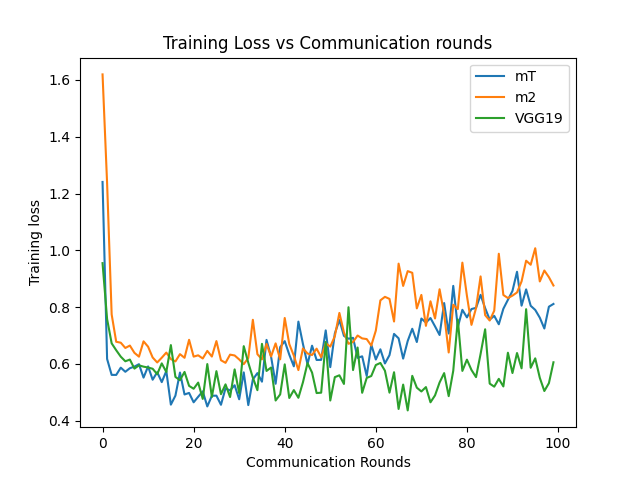 Training Loss vs Communication rounds
mT
m2
VGG19
Training loss
1.6
1.4
1.2
1.0
0.8
0.6
0.4
0
20
40
60
80
100
Communication Rounds